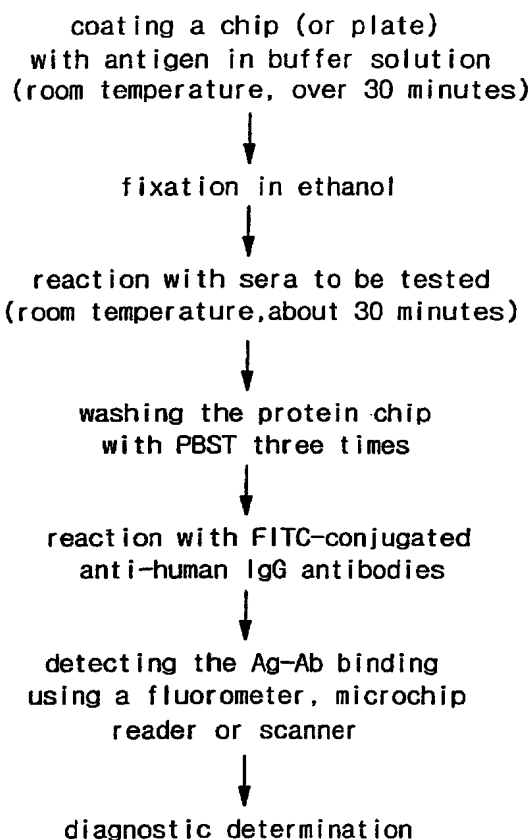 coating a chip (or plate)
with antigen in buffer solution
(room temperature, over 30 minutes)
fixation in ethanol
reaction with sera to be tested
(room temperature,about 30 minutes)
washing the protein chip
with PBST three times
reaction with FITC-conjugated
anti-human IgG antibodies
detecting the Ag-Ab binding
using a fluorometer, microchip
reader or scanner
diagnostic determination